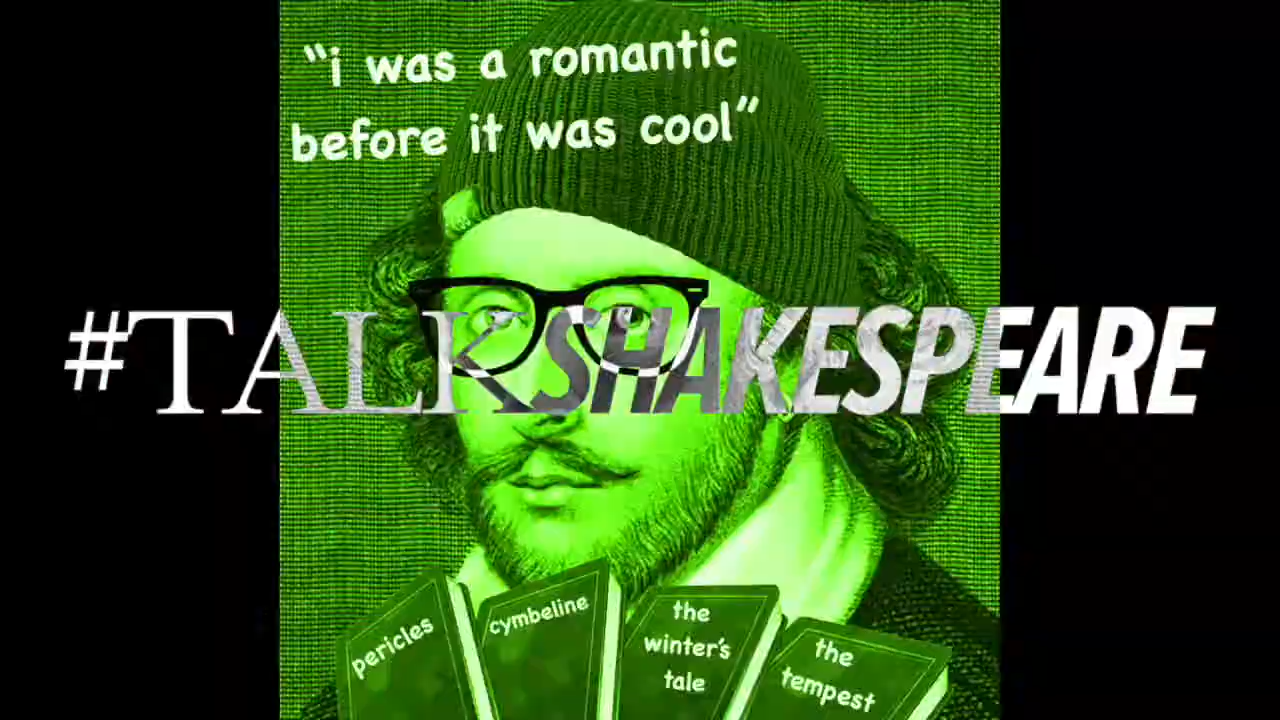 "i was a romantic
before it was cool"
#TALKSHAKESPEARE
pericles
cymbeline
the
winter's
tale
the
tempest